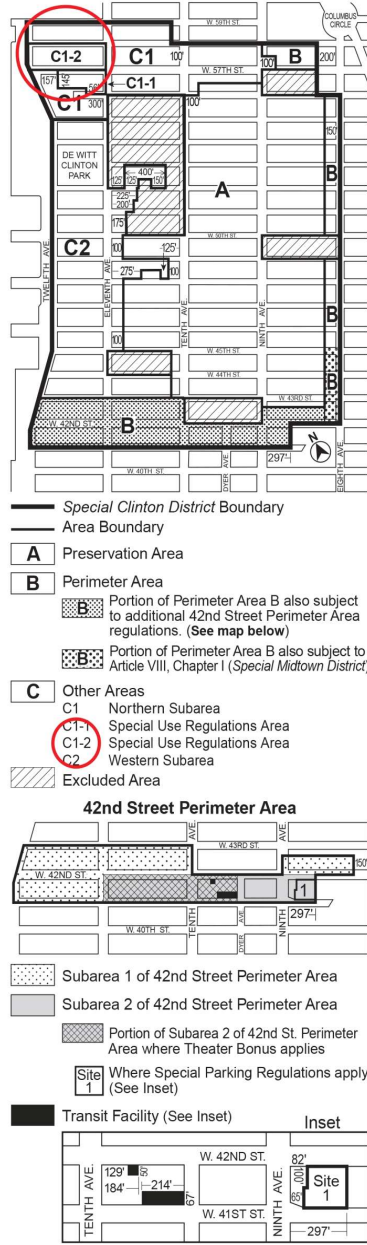 W. 59TH ST.
COLUMBUS
CIRCLE
C1-2
C1
100'
B
200'
100'
W. 57TH ST.
157'
145'
56'
C1-1
C1
300'
100'
150'
DE WITT
CLINTON
PARK
400'
125' 125' 150'
A
B
225'
200'
175'
C2
W. 50TH ST.
100'
125'
275'
100'
TWELFTH AVE.
ELEVENTH AVE.
TENTH AVE.
NINTH AVE.
B
100'
W. 45TH ST.
W. 44TH ST.
B
W. 43RD ST.
W. 42ND ST.
B
N
297'
W. 40TH ST.
DYER AVE.
EIGHTH AVE.
Special Clinton District Boundary
Area Boundary
A Preservation Area
B Perimeter Area
B Portion of Perimeter Area B also subject
to additional 42nd Street Perimeter Area
regulations. (See map below)
B Portion of Perimeter Area B also subject to
Article VIII, Chapter I (Special Midtown District)
C Other Areas
C1 Northern Subarea
C1-1 Special Use Regulations Area
C1-2 Special Use Regulations Area
C2 Western Subarea
Excluded Area
42nd Street Perimeter Area
AVE.
AVE.
W. 43RD ST.
150'
W. 42ND ST.
1
297'
W. 40TH ST.
TENTH
DYER AVE
NINTH
Subarea 1 of 42nd Street Perimeter Area
Subarea 2 of 42nd Street Perimeter Area
Portion of Subarea 2 of 42nd St. Perimeter
Area where Theater Bonus applies
Site
1
Where Special Parking Regulations apply
(See Inset)
Transit Facility (See Inset)
Inset
W. 42ND ST.
82'
129'
50'
184'
214'
67'
100'
Site
1
W. 41ST ST.
297'
TENTH AVE.
NINTH AVE.